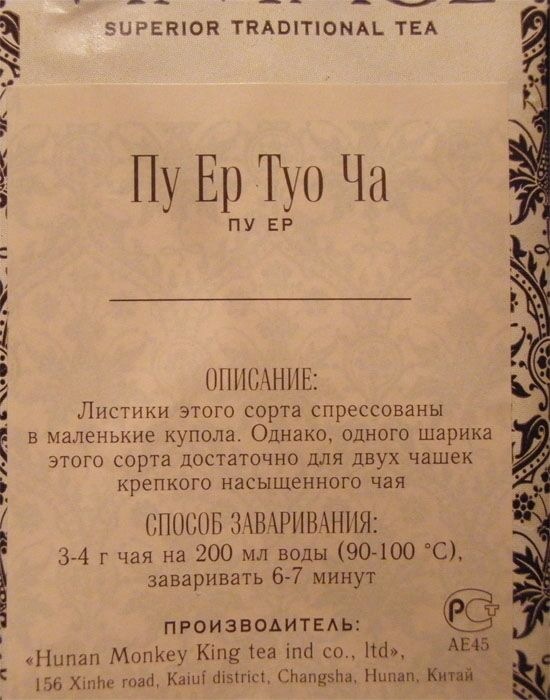 SUPERIOR TRADITIONAL TEA
Пу Ер Туо Ча
ПУ ЕР
ОПИСАНИЕ:
Листики этого сорта спрессованы
в маленькие купола. Однако, одного шарика
этого сорта достаточно для двух чашек
крепкого насыщенного чая
СПОСОБ ЗАВАРИВАНИЯ:
3-4 г чая на 200 мл воды (90-100 °С),
заваривать 6-7 минут
ПРОИЗВОДИТЕЛЬ:
«Hunan Monkey King tea ind co., ltd»,
156 Xinhe road, Kaiuf district, Changsha, Hunan, Китай
РСТ
АЕ45